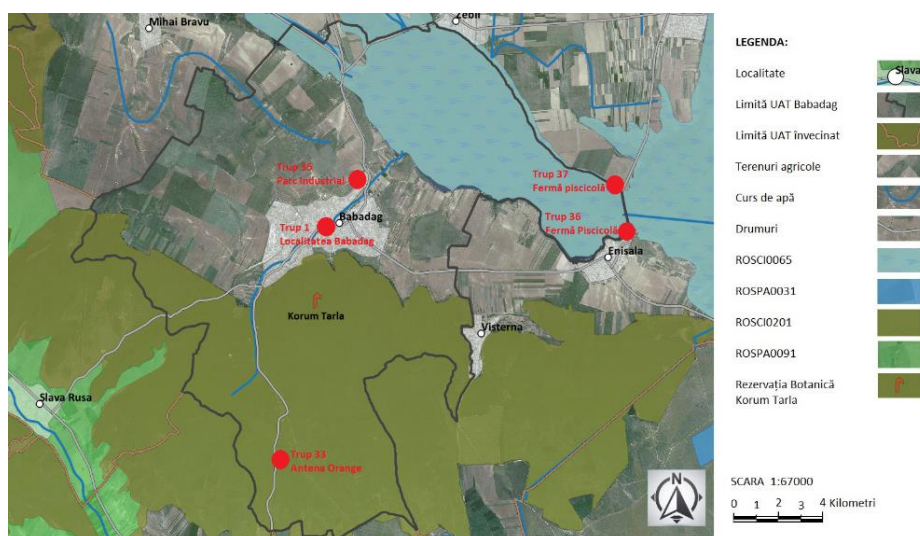 Mihai Bravu
Zebil
Trup 35
Parc industrial
Trup 37
Fermă piscicolă
Trup 1
Babadag
Localitatea Babadag
Trup 36
Fermă Piscicolă
Enisala
Korum Tarla
Visterna
Slava Rusa
Trup 33
Antena Orange
N
LEGENDA:
Localitate
Slava
Limită UAT Babadag
Limită UAT învecinat
Terenuri agricole
Curs de apă
Drumuri
ROSCI0065
ROSPA0031
ROSCI0201
ROSPA0091
Rezervația Botanică
Korum Tarla
SCARA 1:67000
0 1 2 3 4 Kilometri